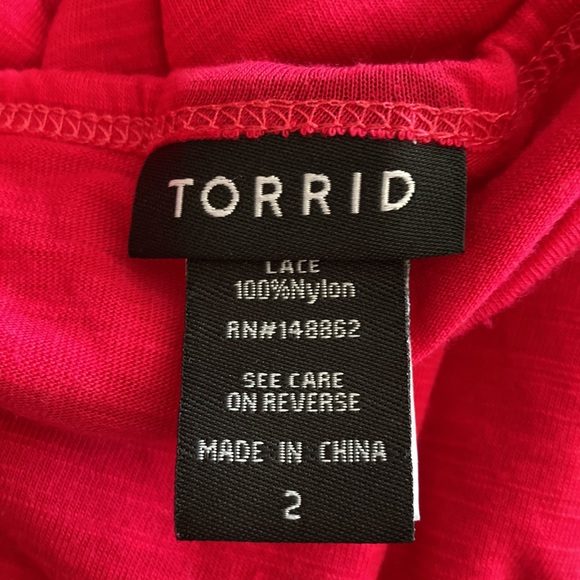 TORRID
LACE
100%Nylon
RN#148862
SEE CARE
ON REVERSE
MADE IN CHINA
2